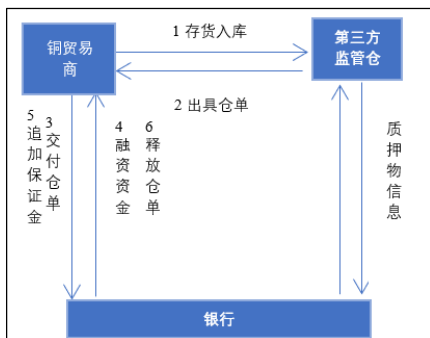 铜贸易
商
1 存货入库
第三方
监管仓
2 出具仓单
5 追加保证金
3 交付仓单
4 融资资金
6 释放仓单
质押物信息
银行